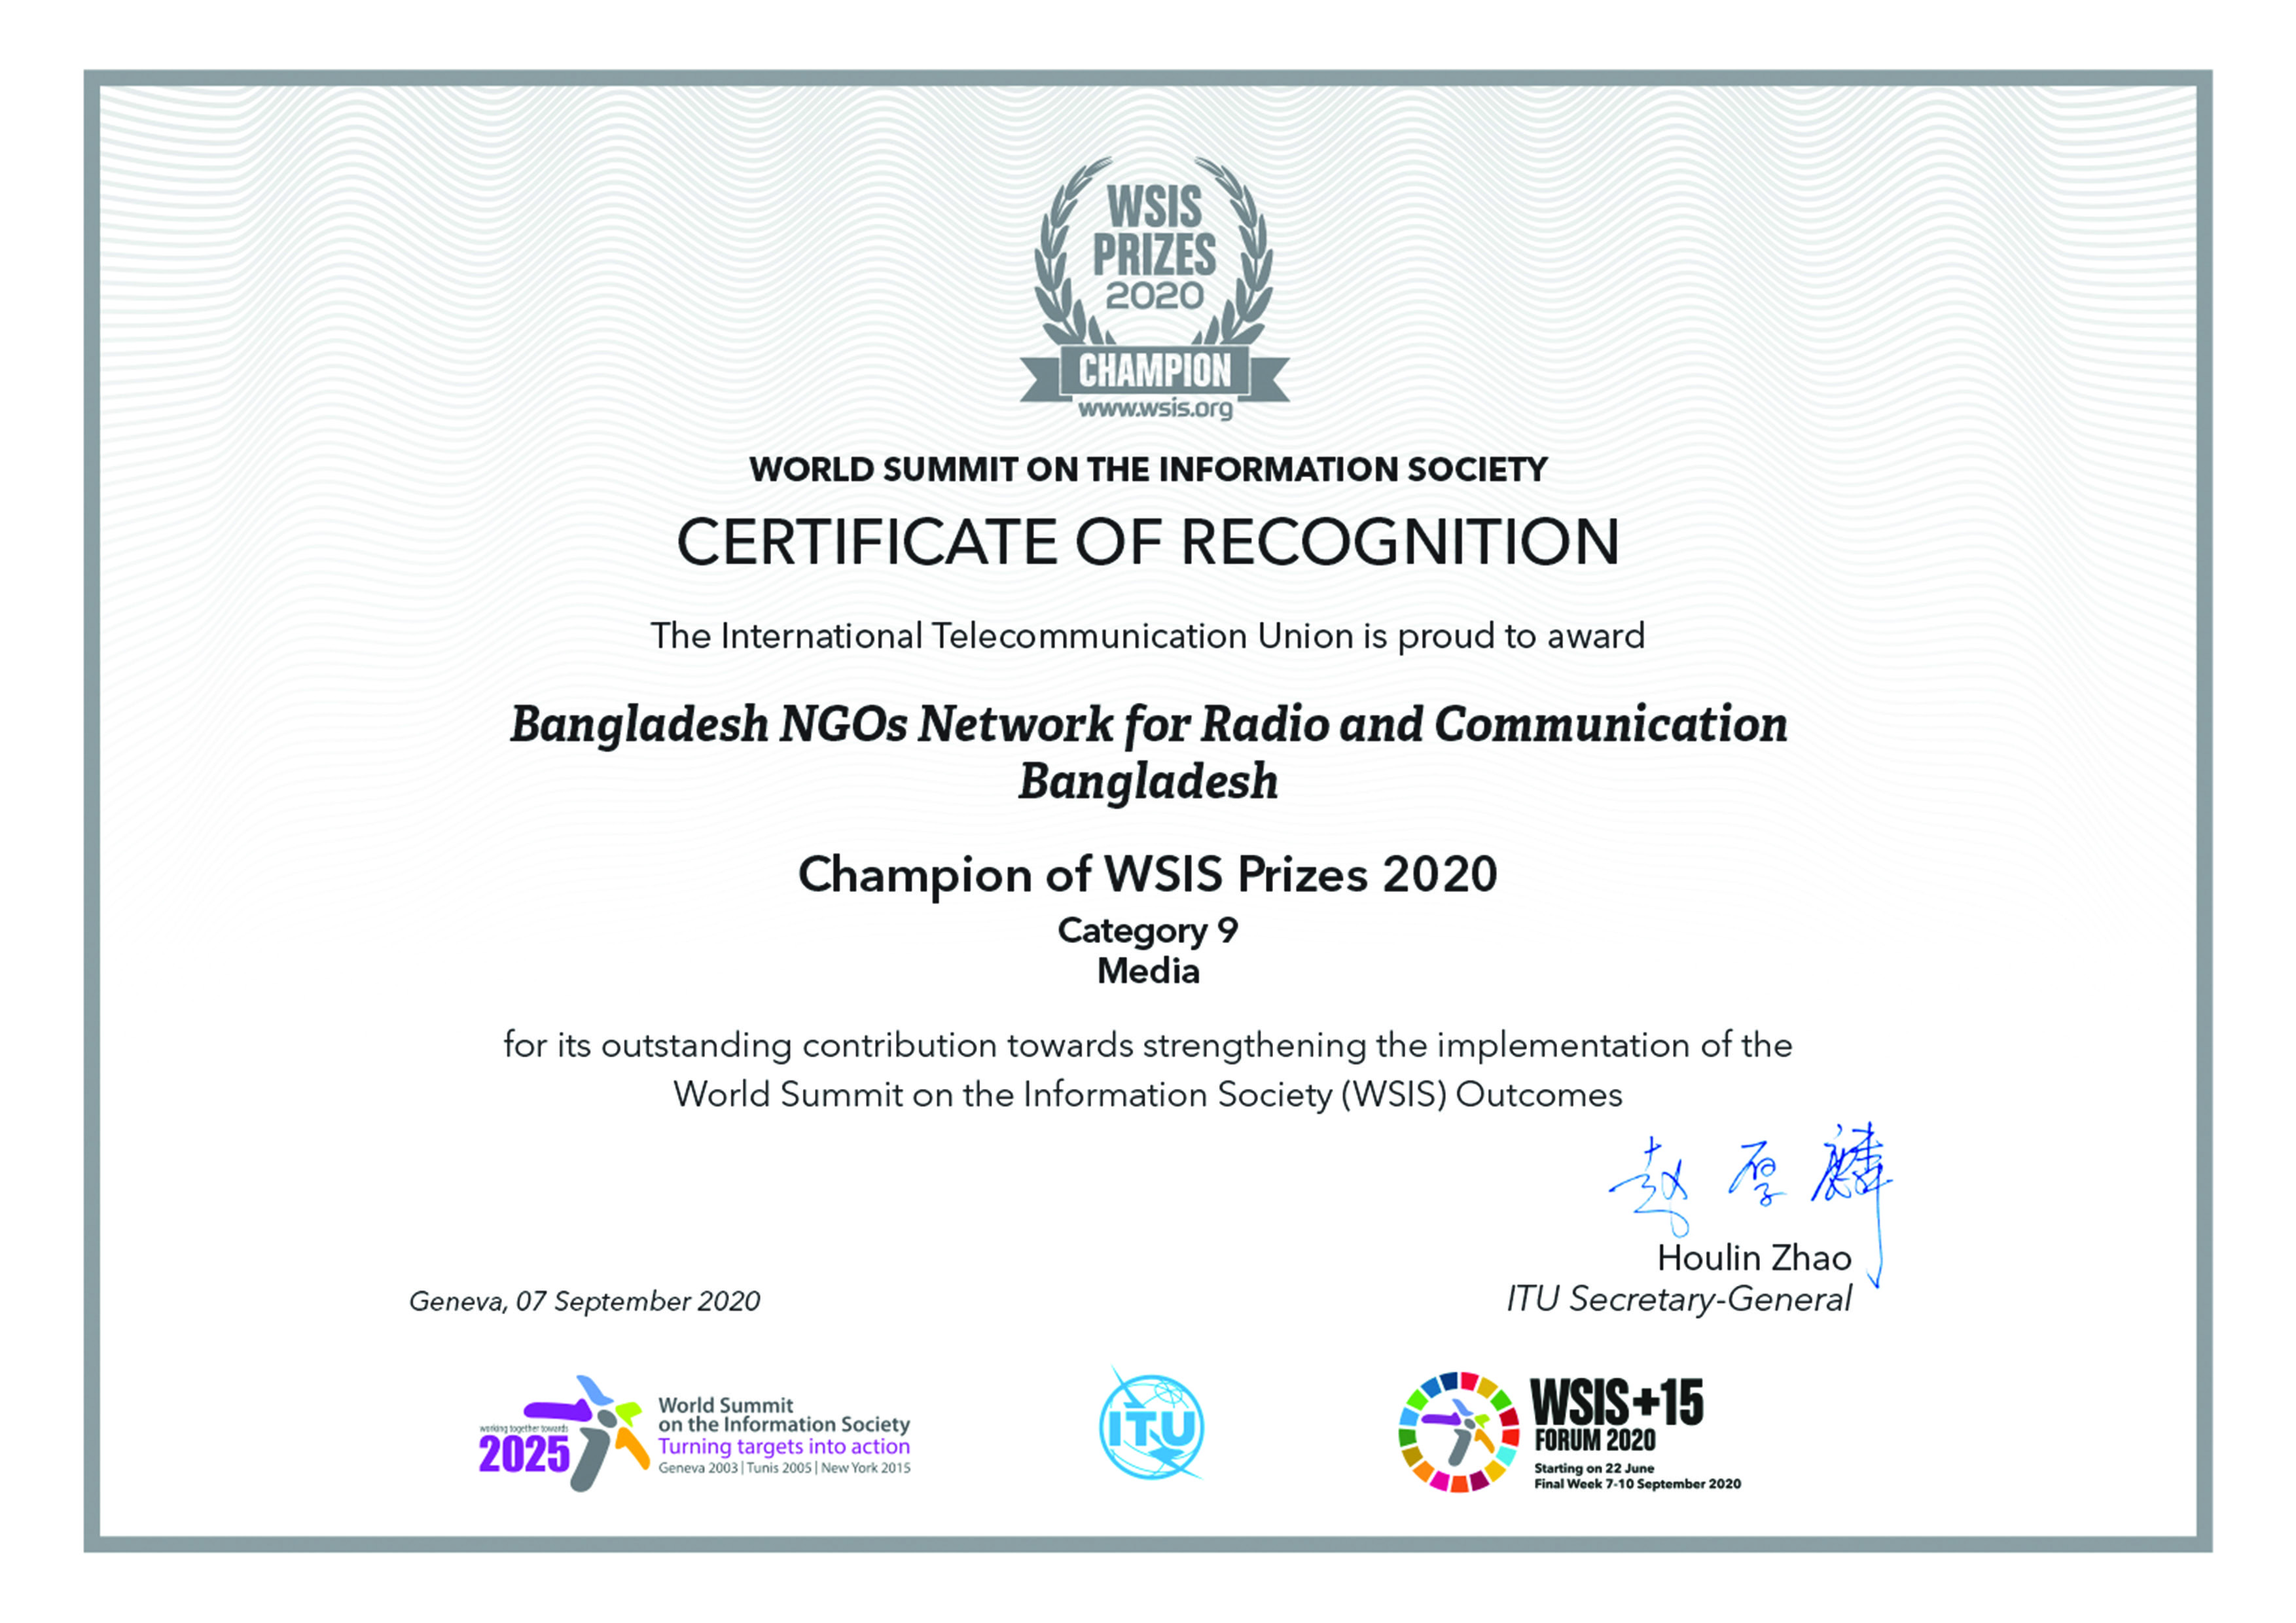 WSIS
PRIZES
2020
CHAMPION
www.wsis.org
WORLD SUMMIT ON THE INFORMATION SOCIETY
CERTIFICATE OF RECOGNITION
The International Telecommunication Union is proud to award
Bangladesh NGOs Network for Radio and Communication
Bangladesh
Champion of WSIS Prizes 2020
Category 9
Media
for its outstanding contribution towards strengthening the implementation of the
World Summit on the Information Society (WSIS) Outcomes
赵厚麟
Houlin Zhao
ITU Secretary-General
Geneva, 07 September 2020
working together towards
2025
World Summit
on the Information Society
Turning targets into action
Geneva 2003 | Tunis 2005 | New York 2015
ITU
WSIS+15
FORUM 2020
Starting on 22 June
Final Week 7-10 September 2020